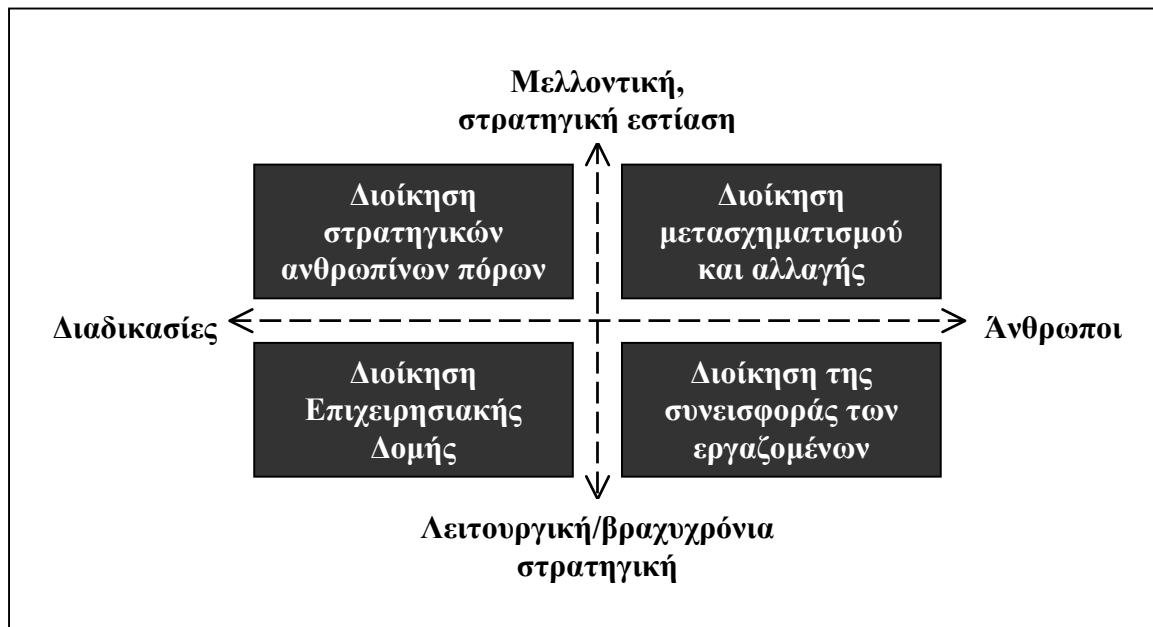 Μελλοντική,
στρατηγική εστίαση
Διοίκηση
στρατηγικών
ανθρωπίνων πόρων
Διοίκηση
μετασχηματισμού
και αλλαγής
Διαδικασίες
Άνθρωποι
Διοίκηση
Επιχειρησιακής
Δομής
Διοίκηση της
συνεισφοράς των
εργαζομένων
Λειτουργική/βραχυχρόνια
στρατηγική